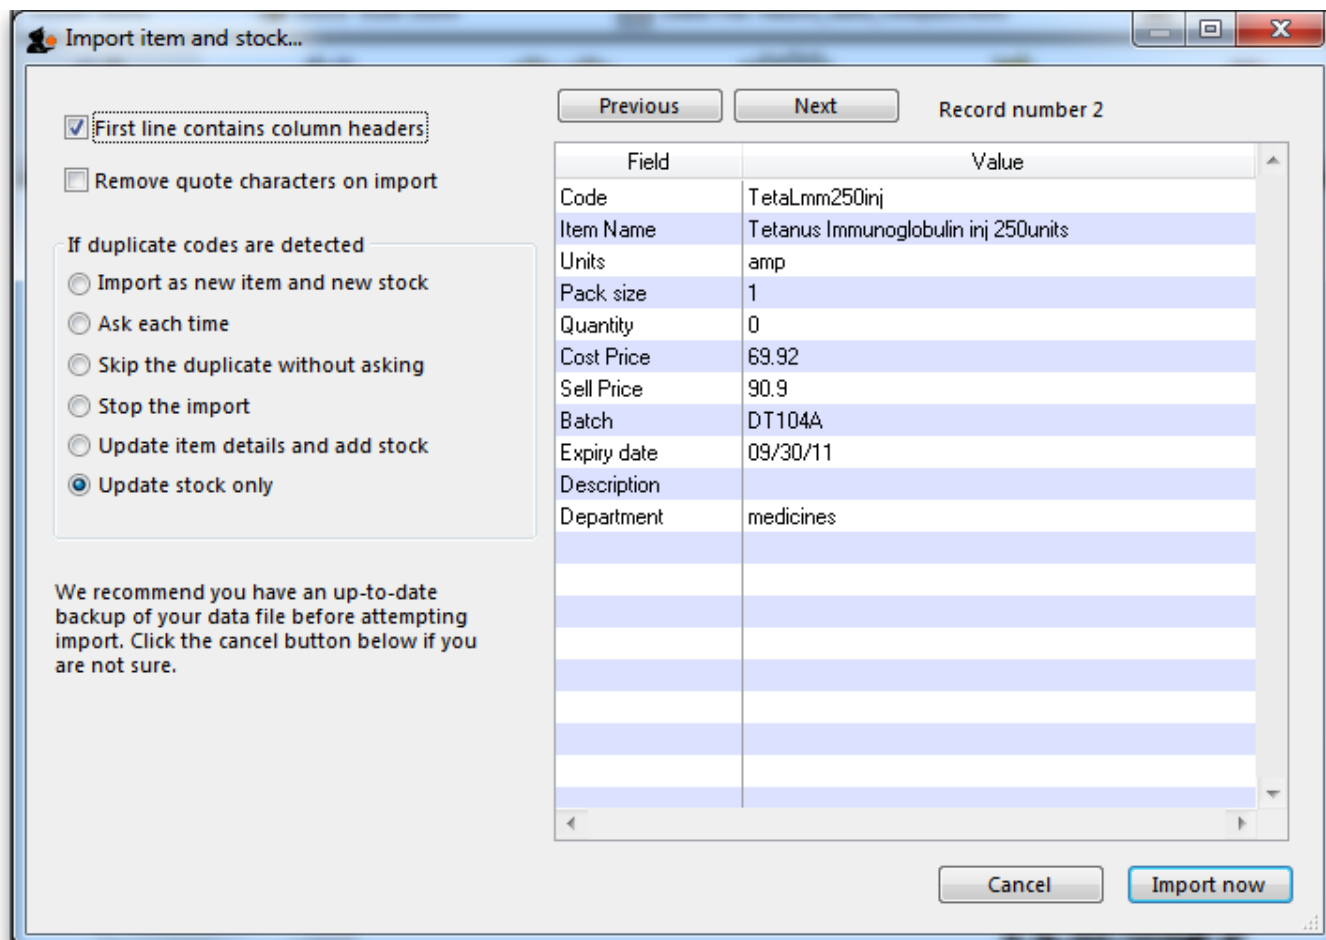 Import item and stock...
First line contains column headers
Remove quote characters on import
If duplicate codes are detected
Import as new item and new stock
Ask each time
Skip the duplicate without asking
Stop the import
Update item details and add stock
Update stock only
We recommend you have an up-to-date
backup of your data file before attempting
import. Click the cancel button below if you
are not sure.
Previous Next Record number 2
Field Value
Code TetaLmm250inj
Item Name Tetanus Immunoglobulin inj 250units
Units amp
Pack size 1
Quantity 0
Cost Price 69.92
Sell Price 90.9
Batch DT104A
Expiry date 09/30/11
Description
Department medicines
Cancel Import now